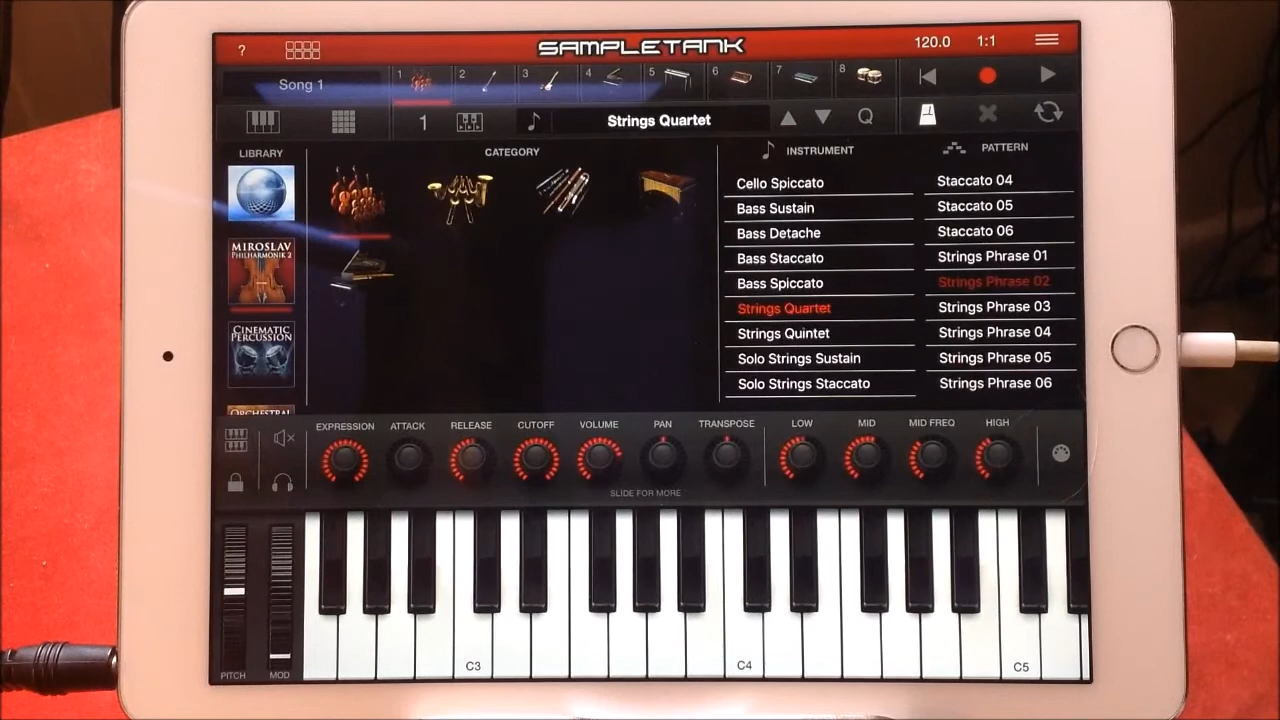 ?
SAMPLETANK
120.0
1:1
Song 1
1
2
3
4
5
6
7
8
1
Strings Quartet
Q
LIBRARY
CATEGORY
INSTRUMENT
PATTERN
MIROSLAV
PHILHARMONIK 2
CINEMATIC
PERCUSSION
ORCHESTRAL
Cello Spiccato
Bass Sustain
Bass Detache
Bass Staccato
Bass Spiccato
Strings Quartet
Strings Quintet
Solo Strings Sustain
Solo Strings Staccato
Staccato 04
Staccato 05
Staccato 06
Strings Phrase 01
Strings Phrase 02
Strings Phrase 03
Strings Phrase 04
Strings Phrase 05
Strings Phrase 06
EXPRESSION
ATTACK
RELEASE
CUTOFF
VOLUME
PAN
TRANSPOSE
LOW
MID
MID FREQ
HIGH
SLIDE FOR MORE
C3
C4
C5
PITCH
MOD